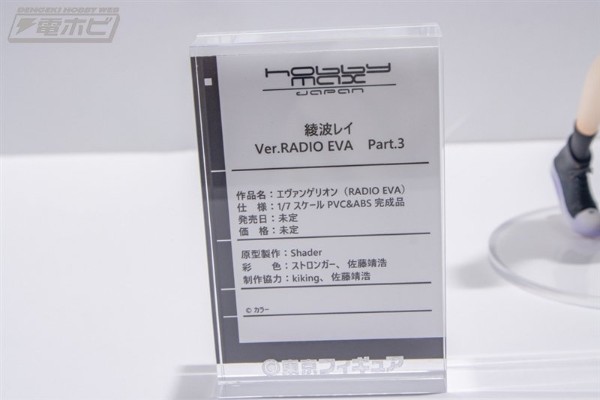 DENGEKI HOBBY WEB
電ホビ
hobby
max
JAPAN
綾波レイ
Ver.RADIO EVA Part.3
作品名：エヴァンゲリオン（RADIO EVA）
仕　様：1/7 スケール PVC&ABS 完成品
発売日：未定
価　格：未定
原型製作：Shader
彩　　色：ストロンガー、佐藤靖浩
制作協力：kiking、佐藤靖浩
© カラー
©東京フィギュア